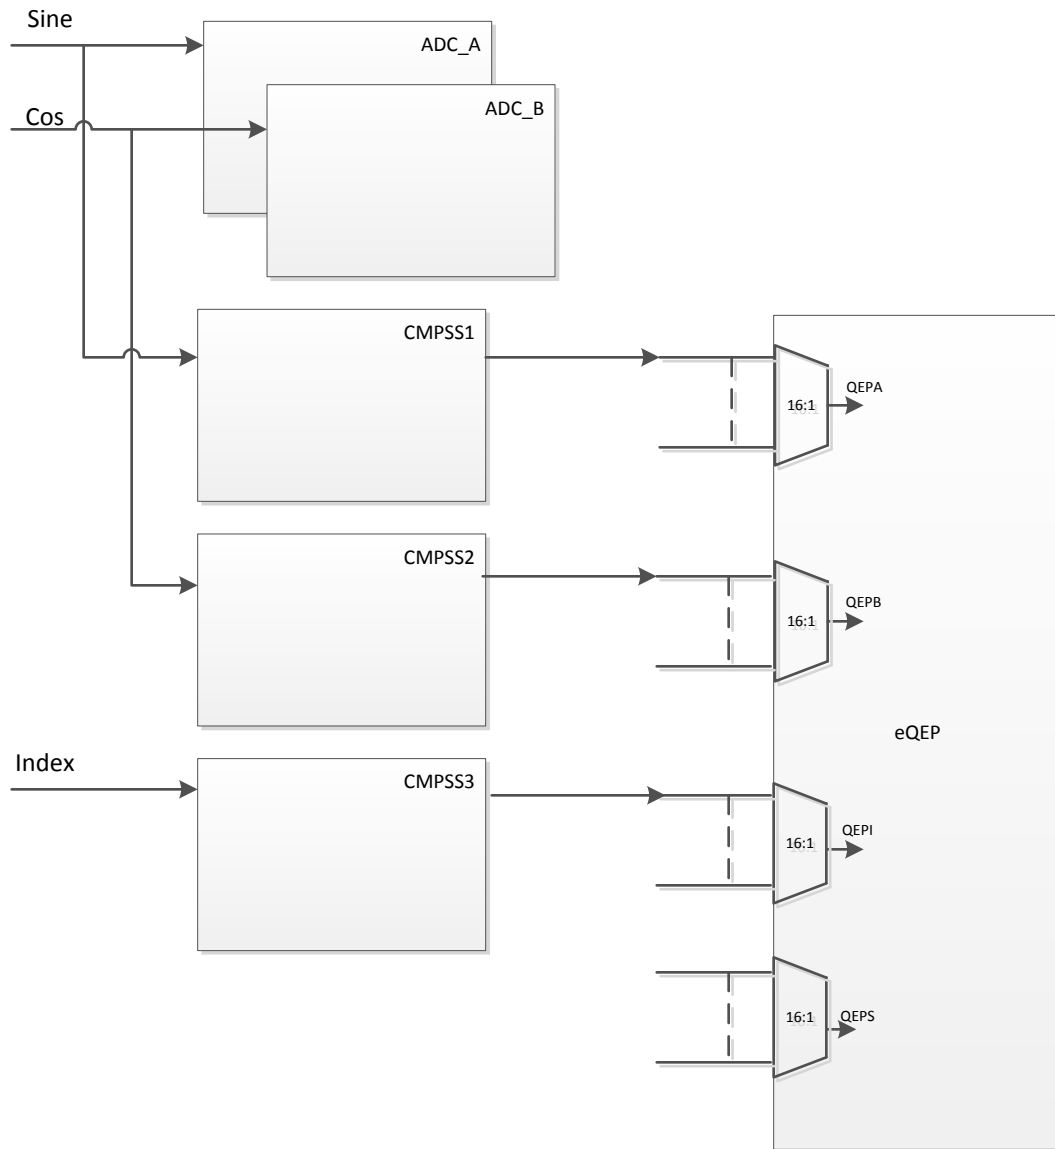 Sine
ADC_A
Cos
ADC_B
CMPSS1
QEPA
16:1
CMPSS2
QEPB
16:1
eQEP
Index
CMPSS3
QEPI
16:1
QEPS
16:1